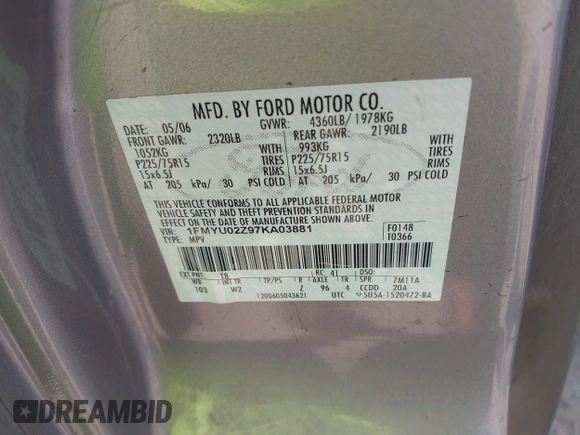 MFD. BY FORD MOTOR CO.
DATE: 05/06 GVWR: 4360LB/ 1978KG
FRONT GAWR: 2320LB REAR GAWR: 2190LB
1052KG WITH 993KG WITH
P225/75R15 TIRES P225/75R15 TIRES
15x6.5J RIMS 15x6.5J RIMS
AT 205 kPa/ 30 PSI COLD AT 205 kPa/ 30 PSI COLD
THIS VEHICLE CONFORMS TO ALL APPLICABLE FEDERAL MOTOR
VEHICLE SAFETY AND THEFT PREVENTION STANDARDS IN
EFFECT ON THE DATE OF MANUFACTURE SHOWN ABOVE.
VIN: 1FMYU02Z97KA03881 F0148
TYPE: MPV T0366
EXT PNT: TB RC: 41 DSO:
WB INT TR TP/PS R AXLE TR SPR 7M11A
103 W2 Z 96 4 CCDD 20A
1200605043621 UTC ▽5U5A-1520472-BA
DREAMBID